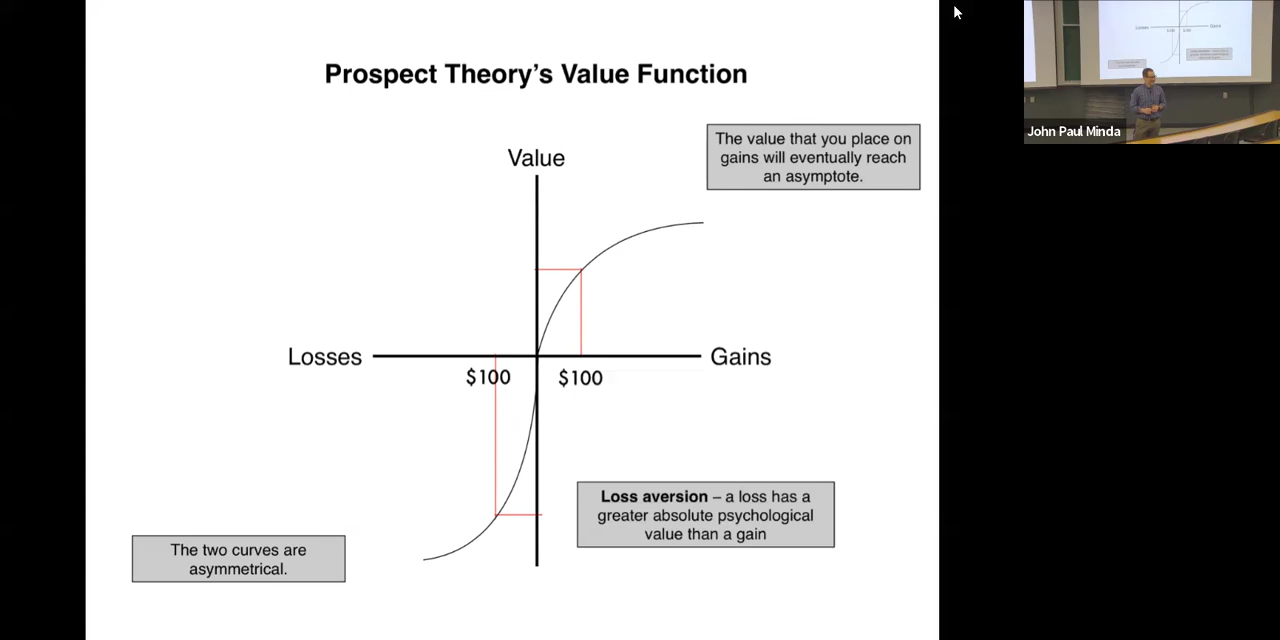 Prospect Theory's Value Function
The value that you place on
gains will eventually reach
an asymptote.
Value
Losses
Gains
$100
$100
Loss aversion – a loss has a
greater absolute psychological
value than a gain
The two curves are
asymmetrical.
John Paul Minda
Losses
Gains